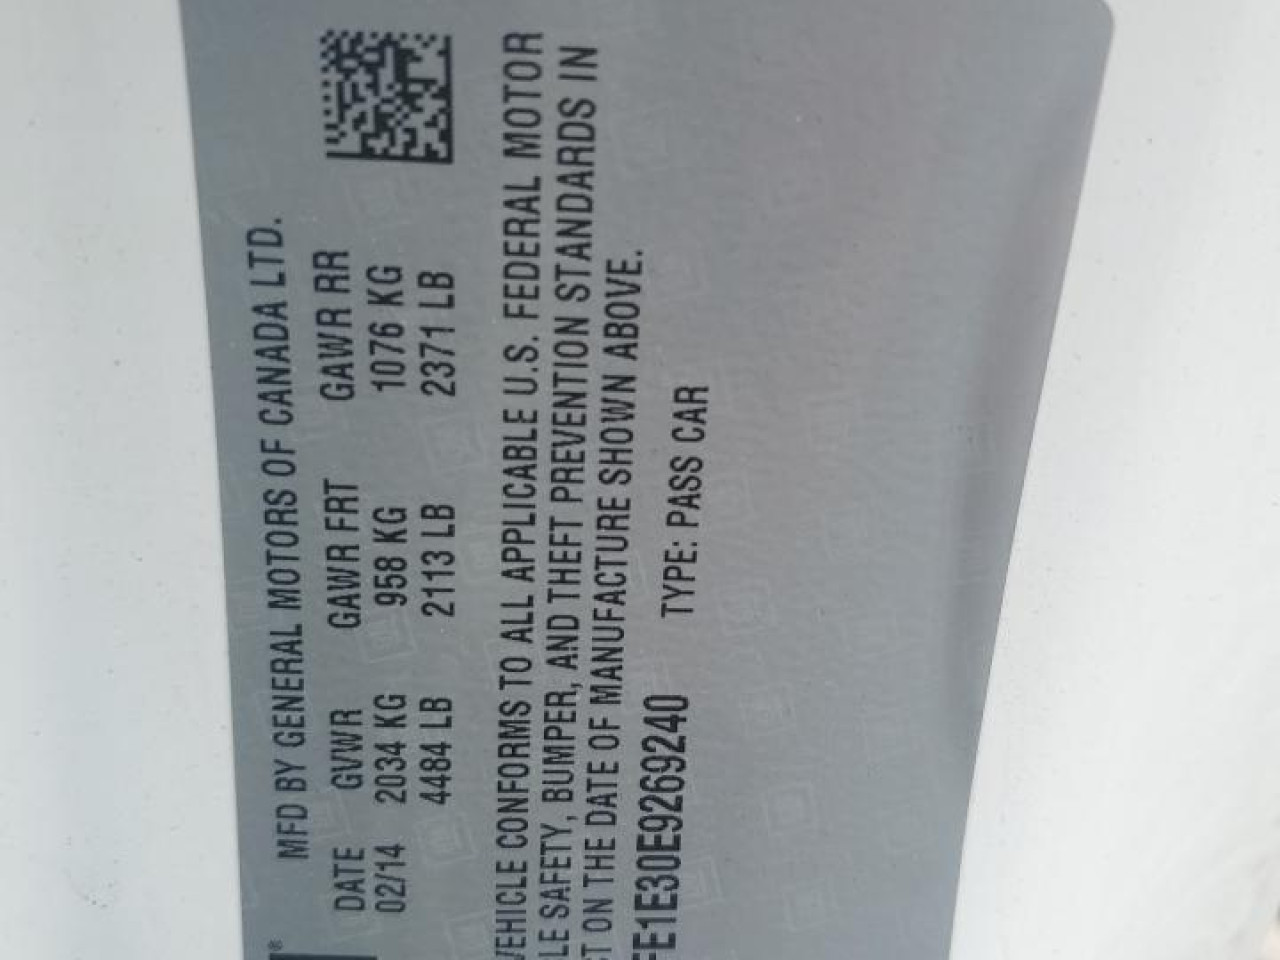 ®
MFD BY GENERAL MOTORS OF CANADA LTD.
DATE GVWR GAWR FRT GAWR RR
02/14 2034 KG 958 KG 1076 KG
4484 LB 2113 LB 2371 LB
VEHICLE CONFORMS TO ALL APPLICABLE U.S. FEDERAL MOTOR
LE SAFETY, BUMPER, AND THEFT PREVENTION STANDARDS IN
CT ON THE DATE OF MANUFACTURE SHOWN ABOVE.
FE1E30E9269240 TYPE: PASS CAR